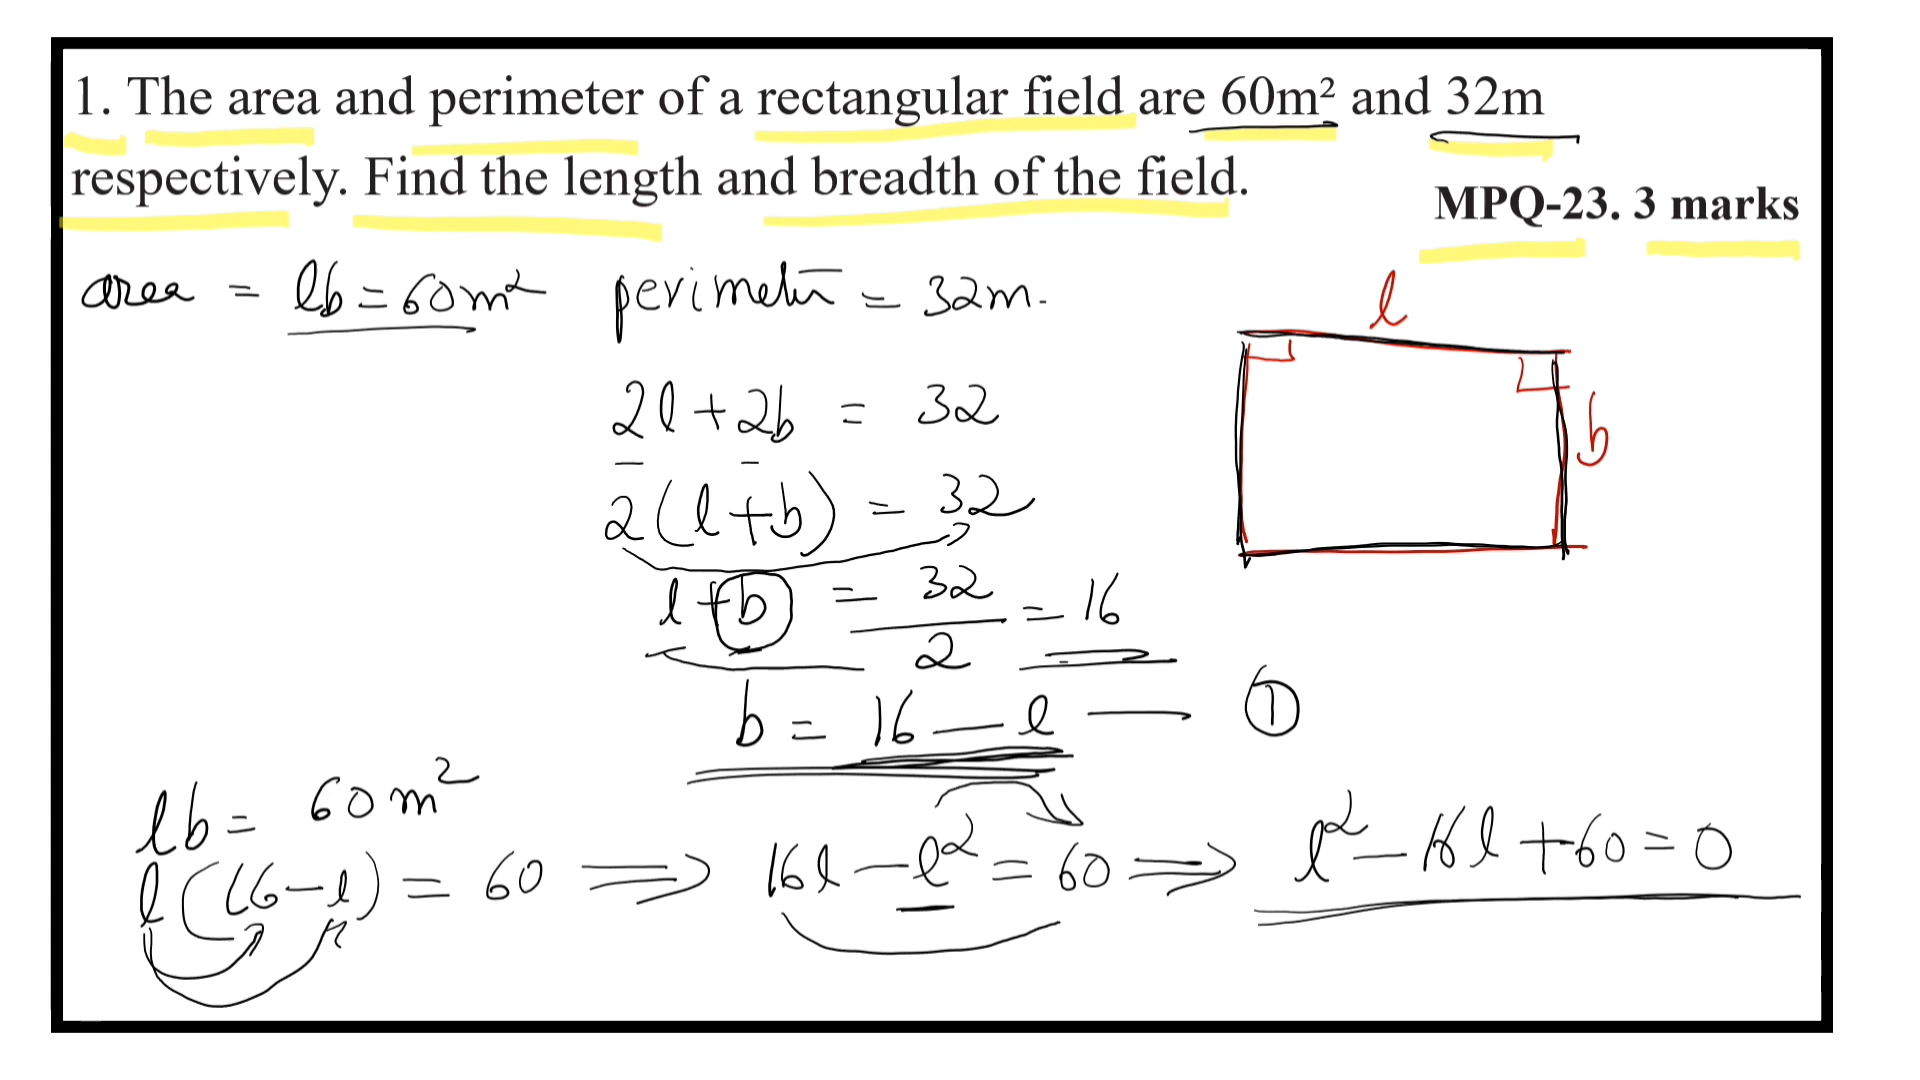 1. The area and perimeter of a rectangular field are 60m² and 32m
respectively. Find the length and breadth of the field.
MPQ-23. 3 marks
area = lb = 60m² perimeter = 32m.
l
2l + 2b = 32
b
2(l+b) = 32
l + b = 32/2 = 16
b = 16 – l — ①
lb = 60m²
l(16–l) = 60 ⟹ 16l – l² = 60 ⟹ l² – 16l + 60 = 0